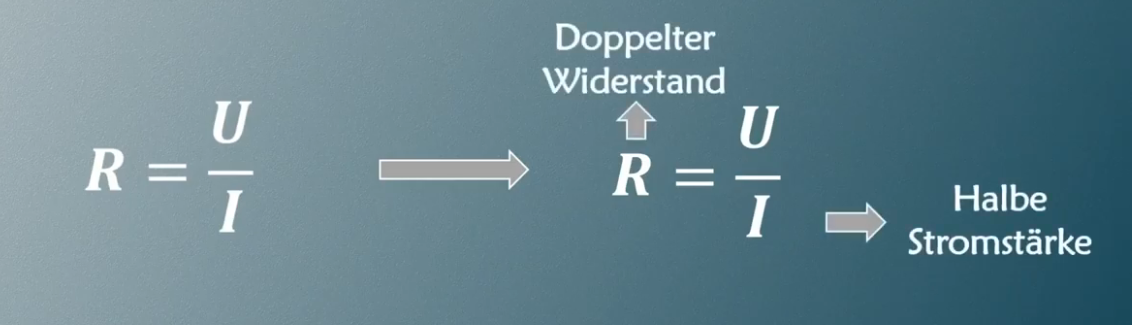 R = U/I
Doppelter
Widerstand
R = U/I
Halbe
Stromstärke